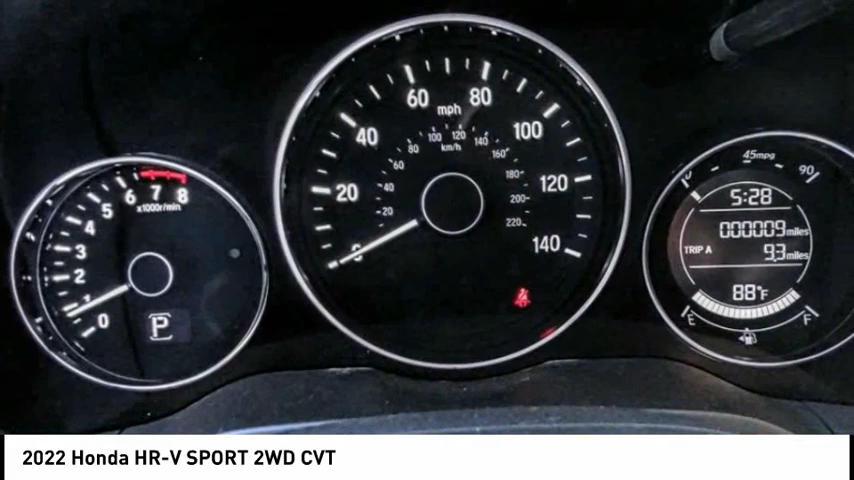 60 mph 80
40 100
20 120
0 140
20 40 60 80 100 120 140 160 180 200 220
km/h
0 1 2 3 4 5 6 7 8
x1000r/min
P
0 45mpg 90
5:28
000009 miles
TRIP A 9.3 miles
88°F
E F
2022 Honda HR-V SPORT 2WD CVT